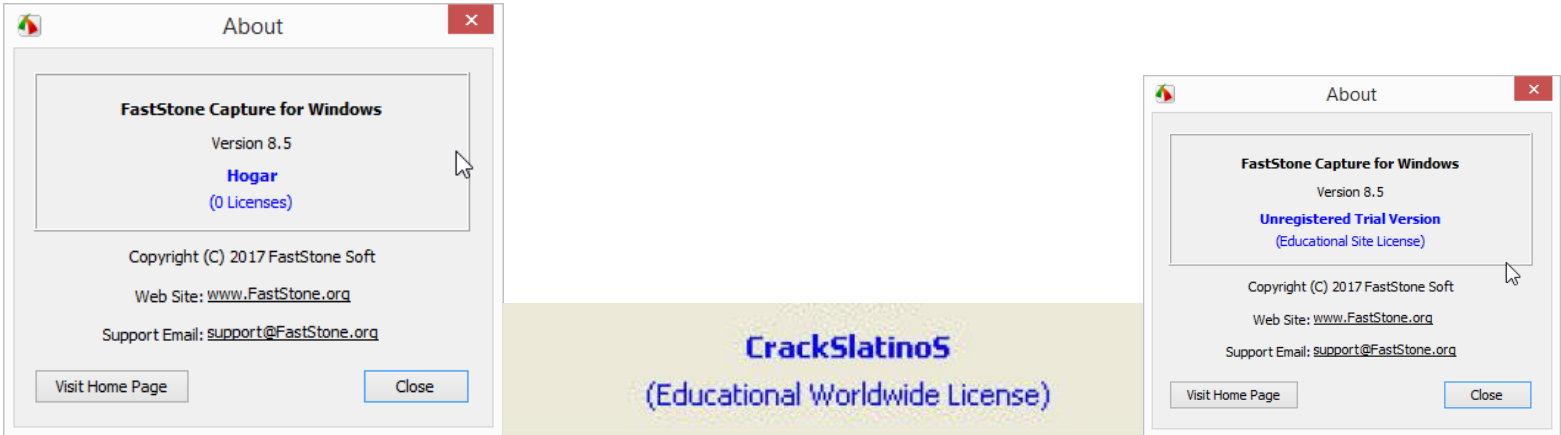 About
FastStone Capture for Windows
Version 8.5
Hogar
(0 Licenses)
Copyright (C) 2017 FastStone Soft
Web Site: www.FastStone.org
Support Email: support@FastStone.org
Visit Home Page
Close
CrackSlatinoS
(Educational Worldwide License)
About
FastStone Capture for Windows
Version 8.5
Unregistered Trial Version
(Educational Site License)
Copyright (C) 2017 FastStone Soft
Web Site: www.FastStone.org
Support Email: support@FastStone.org
Visit Home Page
Close